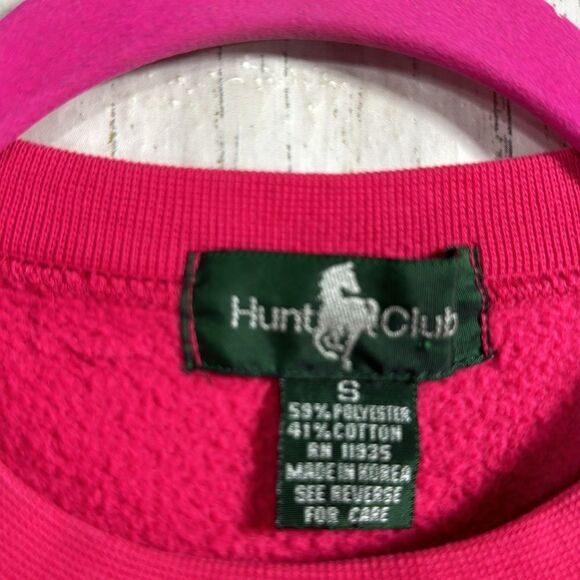 Hunt Club
S
59% POLYESTER
41% COTTON
RN 11935
MADE IN KOREA
SEE REVERSE
FOR CARE